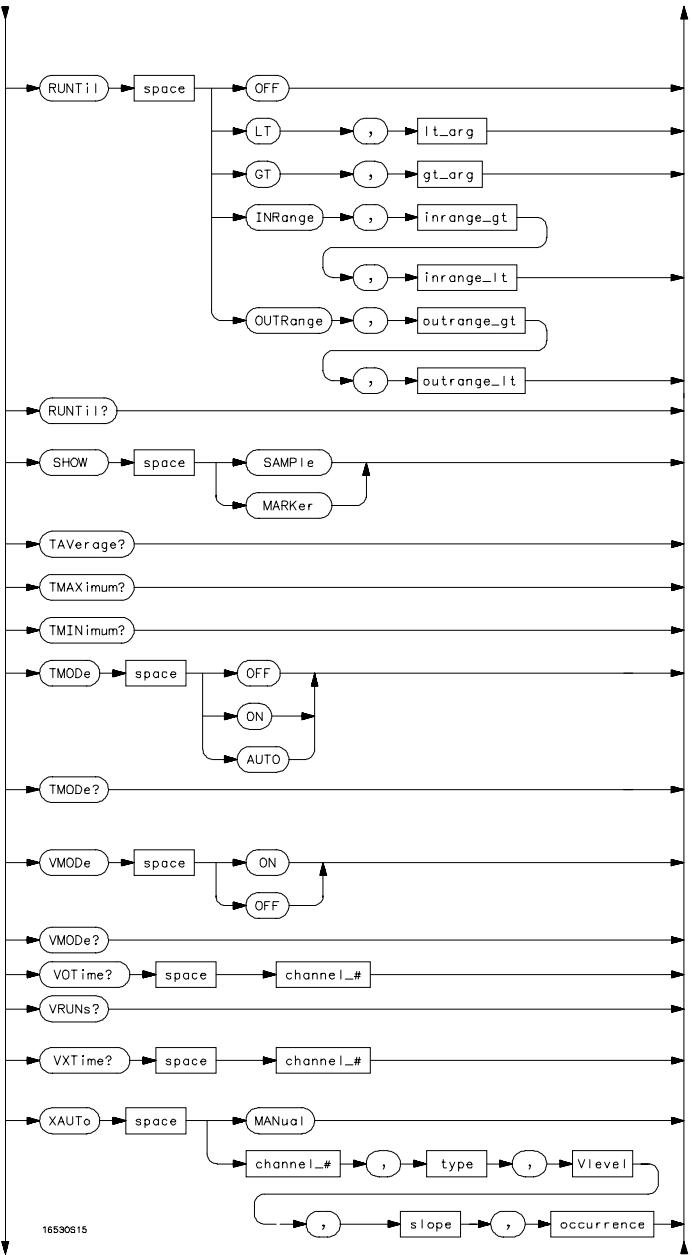 RUNTil space OFF
LT , lt_arg
GT , gt_arg
INRange , inrange_gt
, inrange_lt
OUTRange , outrange_gt
, outrange_lt
RUNTil?
SHOW space SAMPle
MARKer
TAVerage?
TMAXimum?
TMINimum?
TMODe space OFF
ON
AUTO
TMODe?
VMODe space ON
OFF
VMODe?
VOTime? space channel_#
VRUNs?
VXTime? space channel_#
XAUTo space MANual
channel_# , type , Vlevel
, slope , occurrence
16530S15